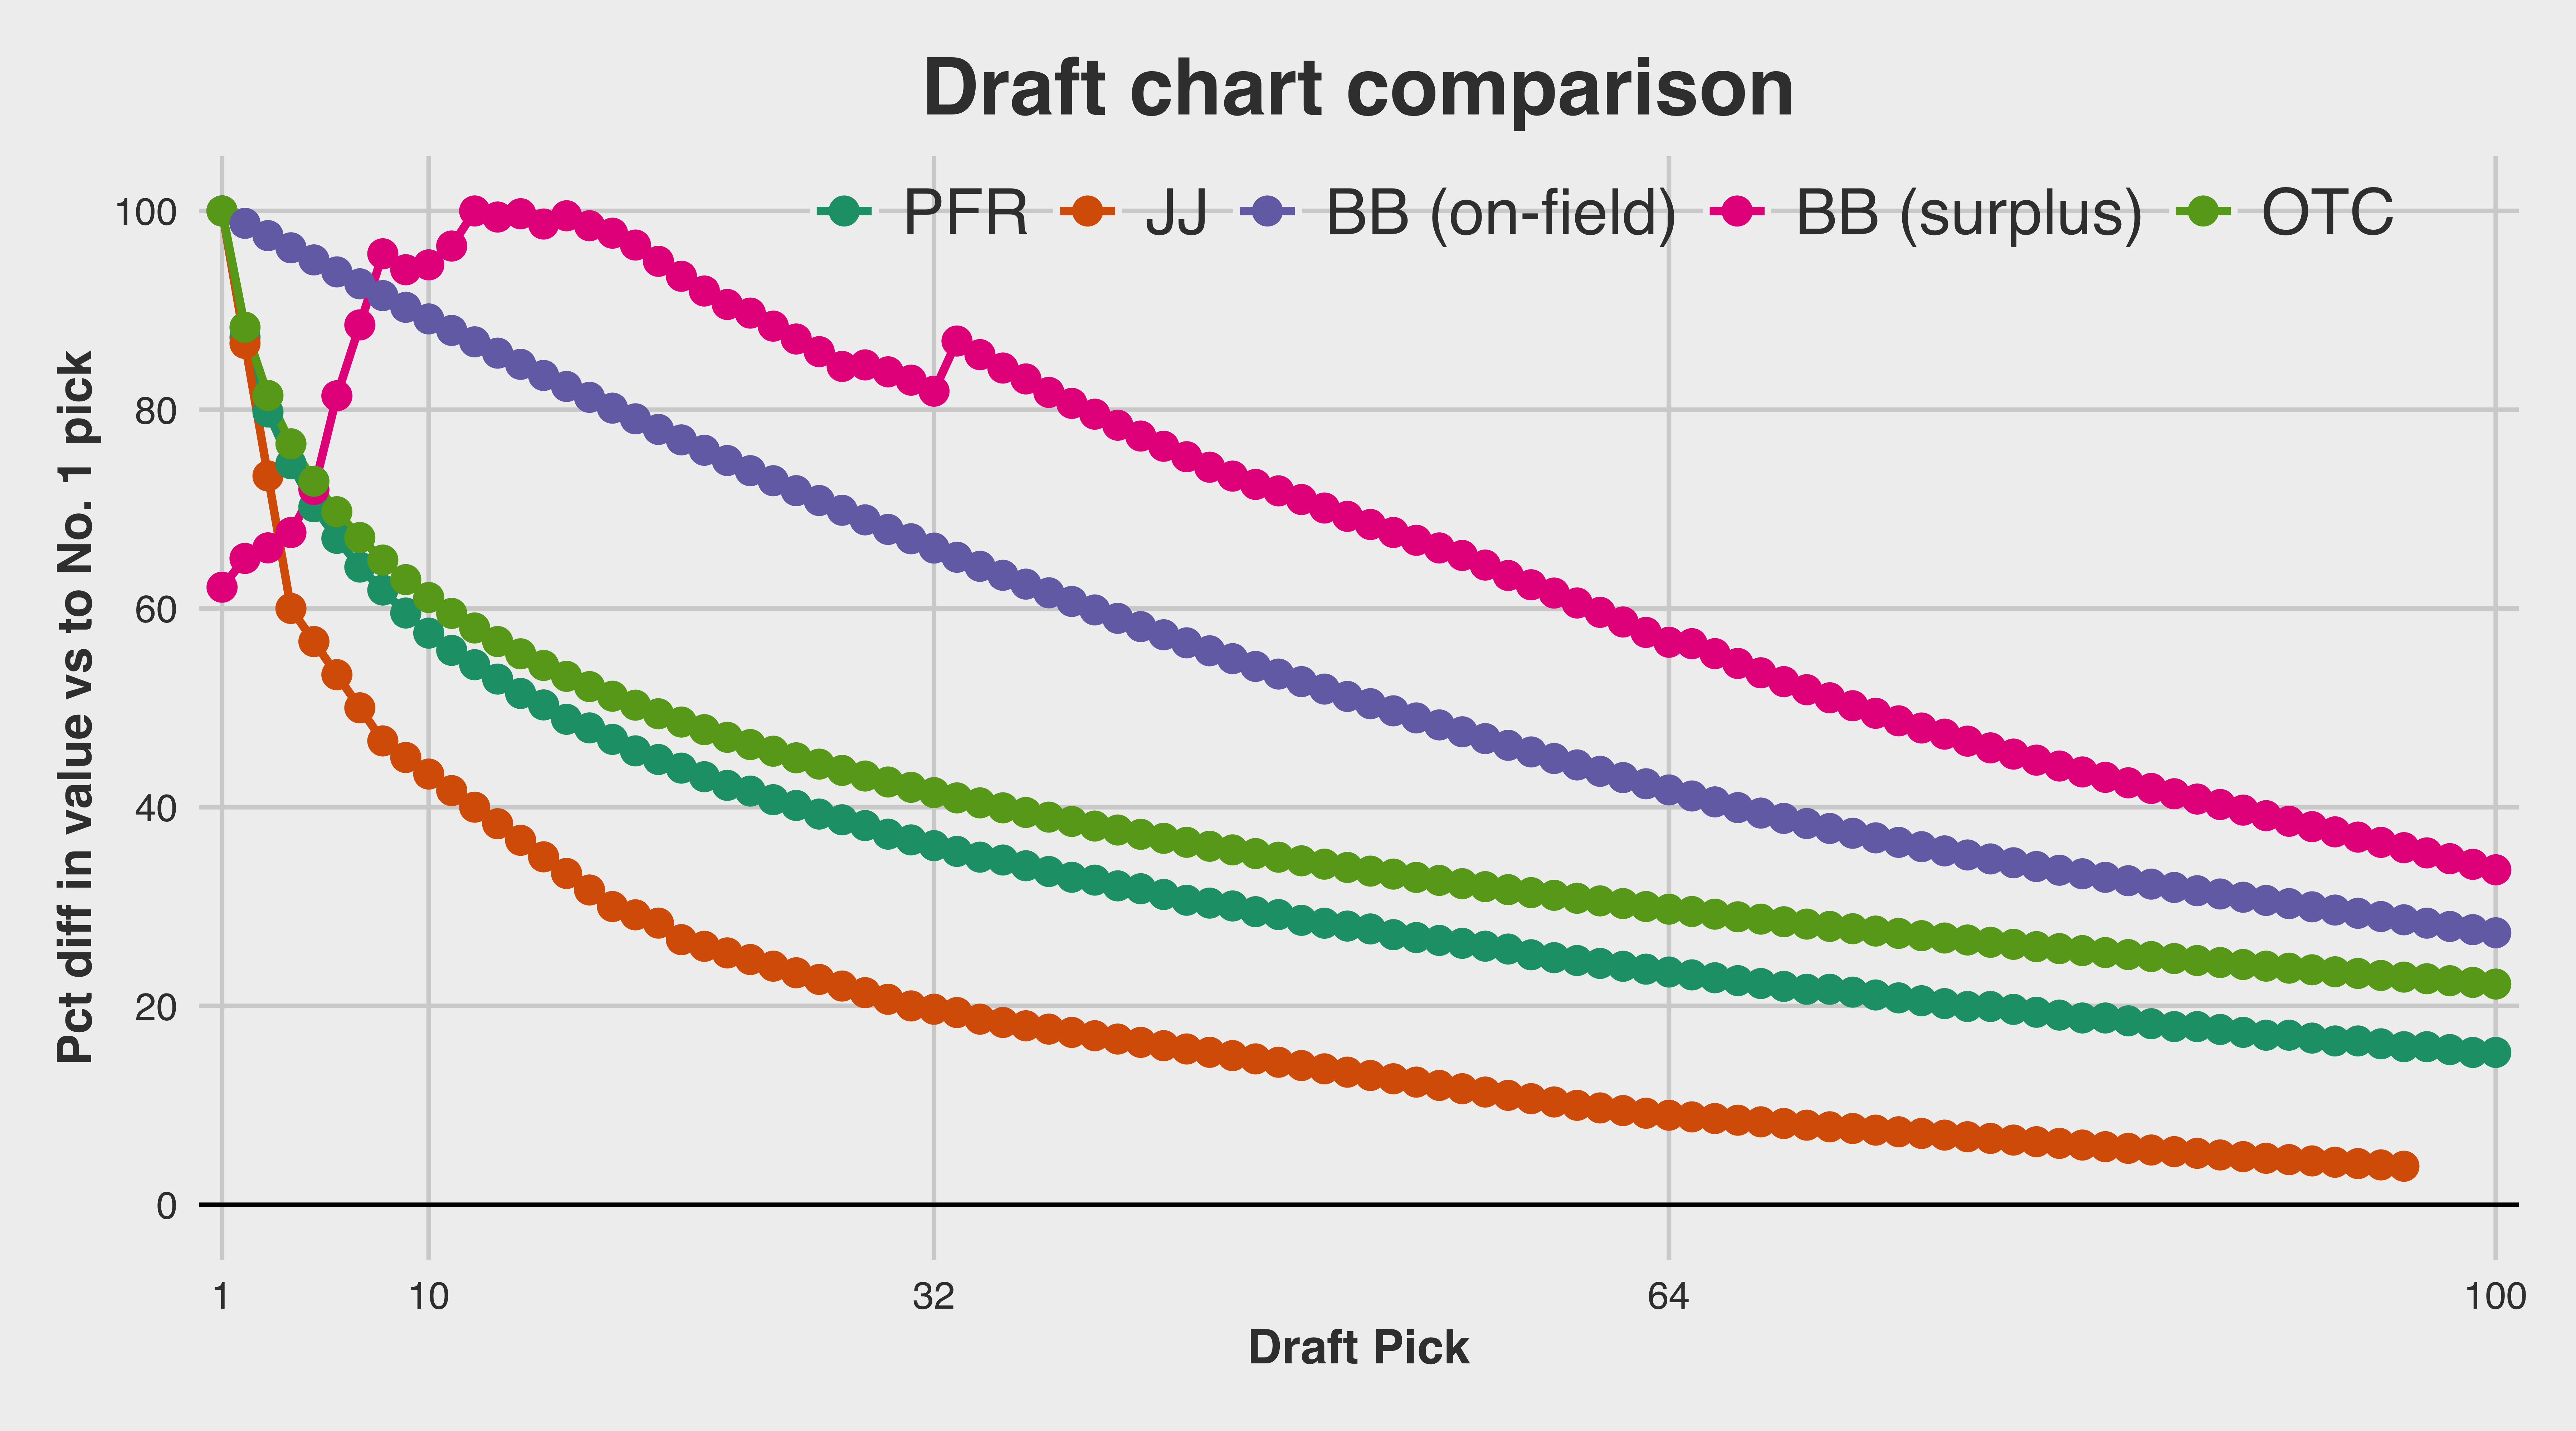 Draft chart comparison
PFR JJ BB (on-field) BB (surplus) OTC
Pct diff in value vs to No. 1 pick
100
80
60
40
20
0
1 10 32 64 100
Draft Pick